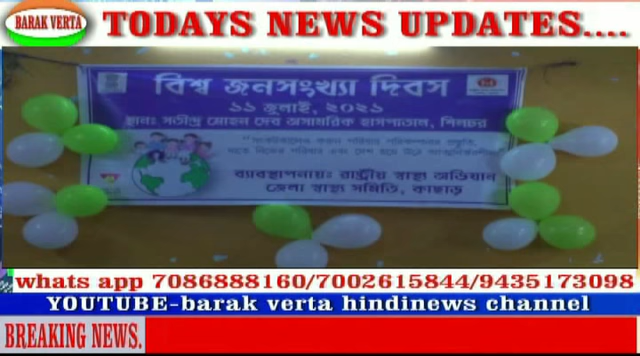 BARAK VERTA
TODAYS NEWS UPDATES....
বিশ্ব জনসংখ্যা দিবস
১১ জুলাই, ২০২১
স্থানঃ সতীন্দ্র মোহন দেব অসামরিক হাসপাতাল, শিলচর
ব্যবস্থাপনায়ঃ রাষ্ট্রীয় স্বাস্থ্য অভিযান
জেলা স্বাস্থ্য সমিতি, কাছাড়
whats app 7086888160/7002615844/9435173098
YOUTUBE-barak verta hindinews channel
BREAKING NEWS.